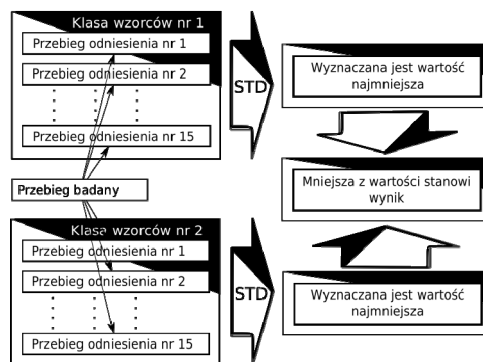 Klasa wzorców nr 1
Przebieg odniesienia nr 1
Przebieg odniesienia nr 2
Przebieg odniesienia nr 15
STD
Wyznaczana jest wartość
najmniejsza
Przebieg badany
Mniejsza z wartości stanowi
wynik
Klasa wzorców nr 2
Przebieg odniesienia nr 1
Przebieg odniesienia nr 2
Przebieg odniesienia nr 15
STD
Wyznaczana jest wartość
najmniejsza